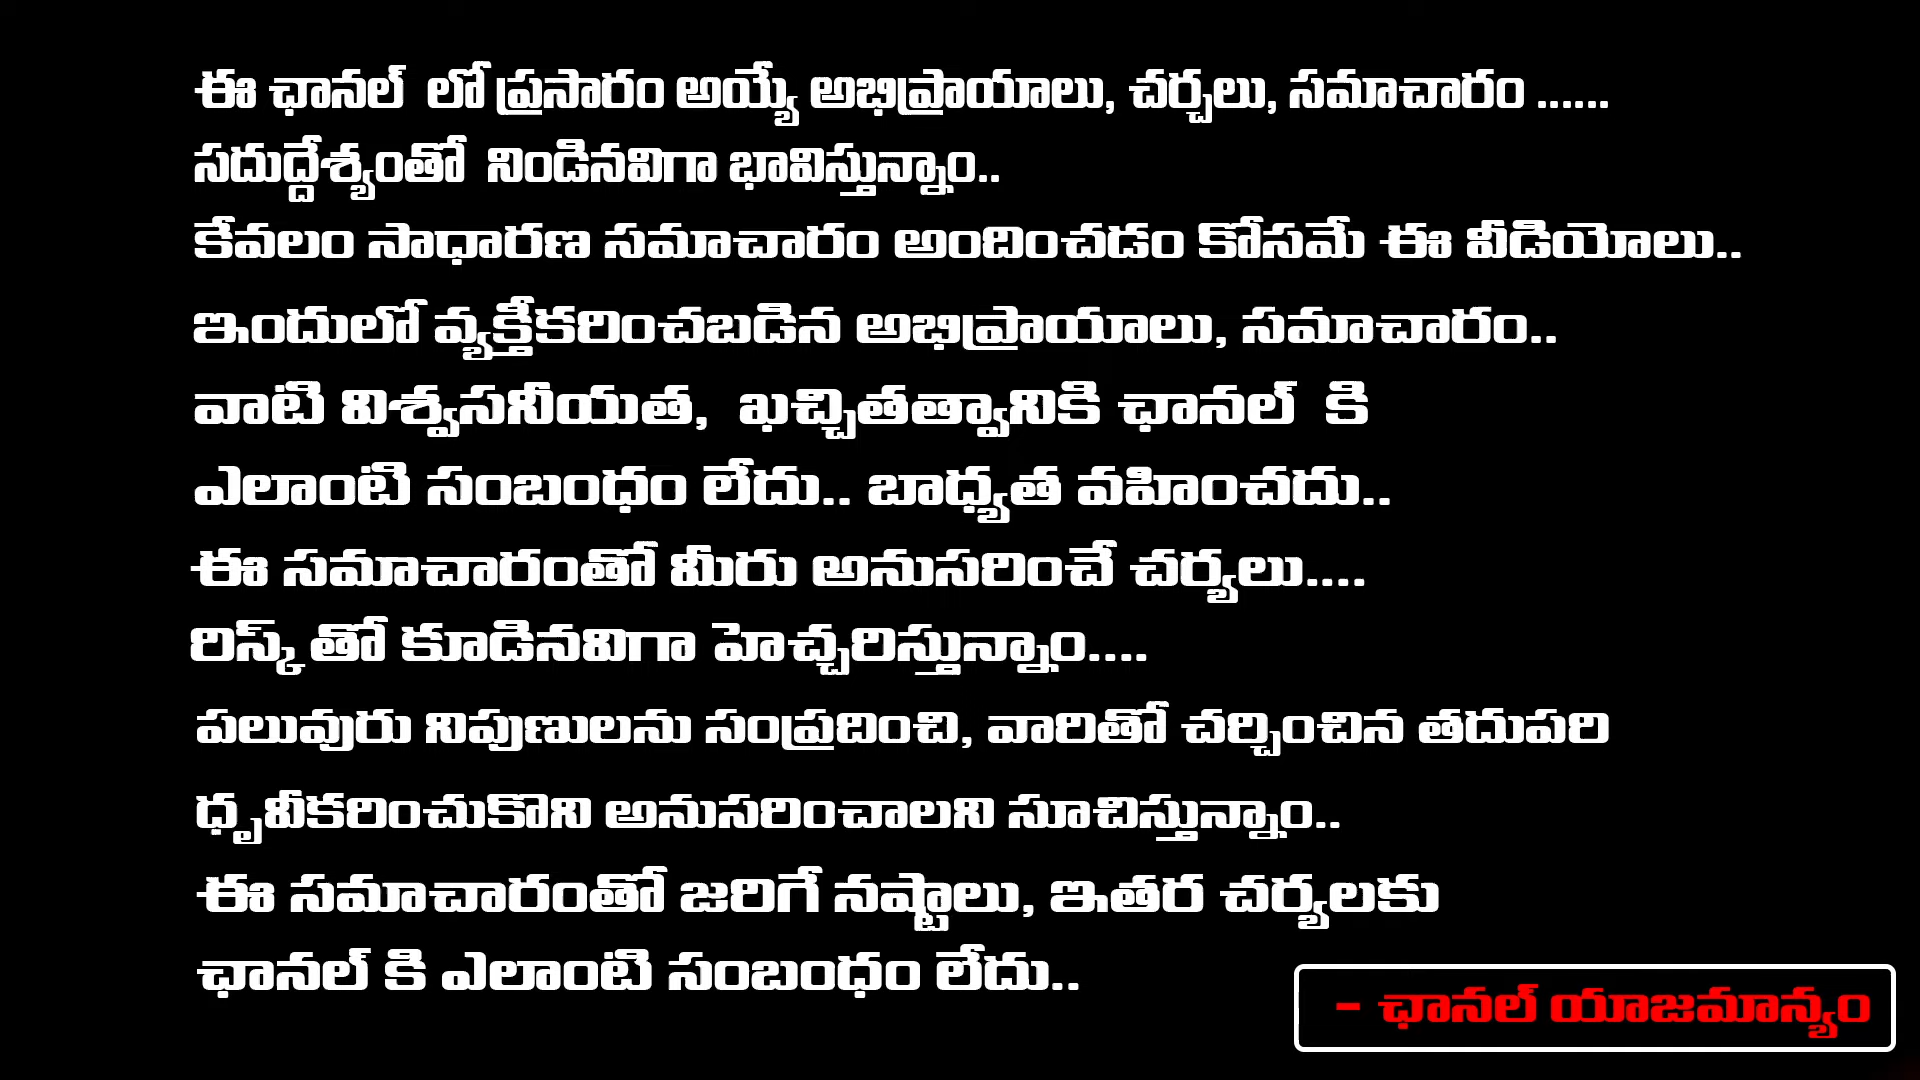 ఈ ఛానల్ లో ప్రసారం అయ్యే అభిప్రాయాలు, చర్చలు, సమాచారం ......
సదుద్దేశ్యంతో నిండినవిగా భావిస్తున్నాం..
కేవలం సాధారణ సమాచారం అందించడం కోసమే ఈ వీడియోలు..
ఇందులో వ్యక్తీకరించబడిన అభిప్రాయాలు, సమాచారం..
వాటి విశ్వసనీయత, ఖచ్చితత్వానికి ఛానల్ కి
ఎలాంటి సంబంధం లేదు.. బాధ్యత వహించదు..
ఈ సమాచారంతో మీరు అనుసరించే చర్యలు....
రిస్క్ తో కూడినవిగా హెచ్చరిస్తున్నాం....
పలువురు నిపుణులను సంప్రదించి, వారితో చర్చించిన తదుపరి
ధృవీకరించుకొని అనుసరించాలని సూచిస్తున్నాం..
ఈ సమాచారంతో జరిగే నష్టాలు, ఇతర చర్యలకు
ఛానల్ కి ఎలాంటి సంబంధం లేదు..
- ఛానల్ యాజమాన్యం